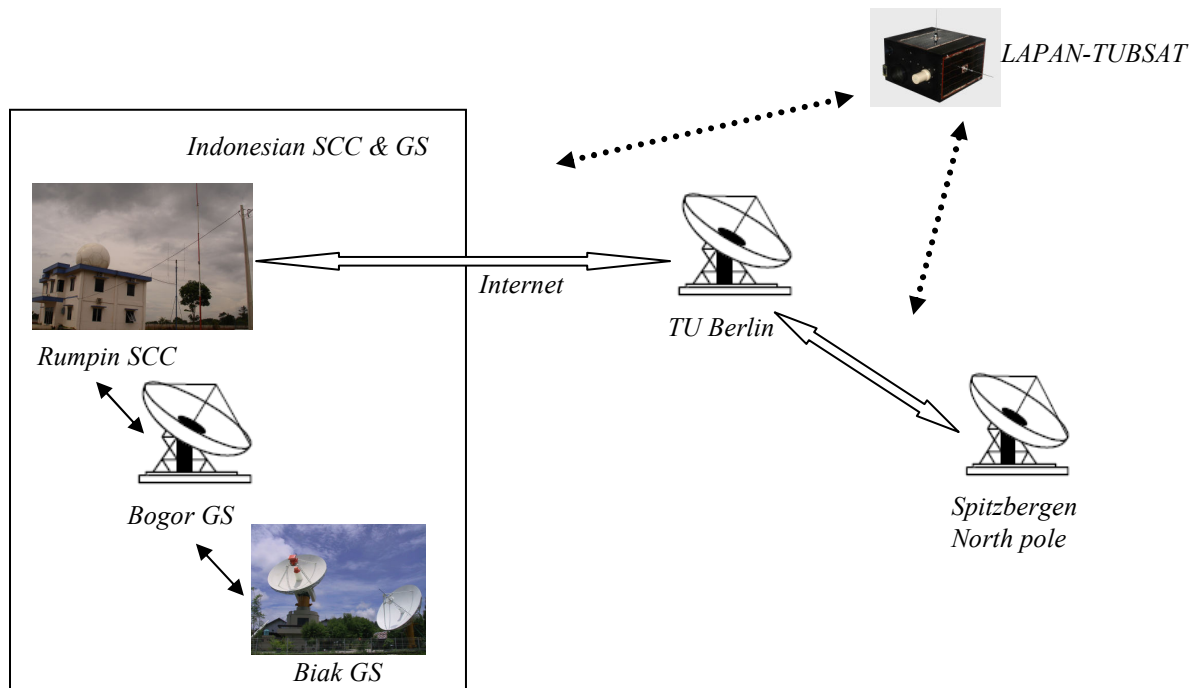 LAPAN-TUBSAT
Indonesian SCC & GS
Internet
TU Berlin
Rumpin SCC
Bogor GS
Spitzbergen
North pole
Biak GS